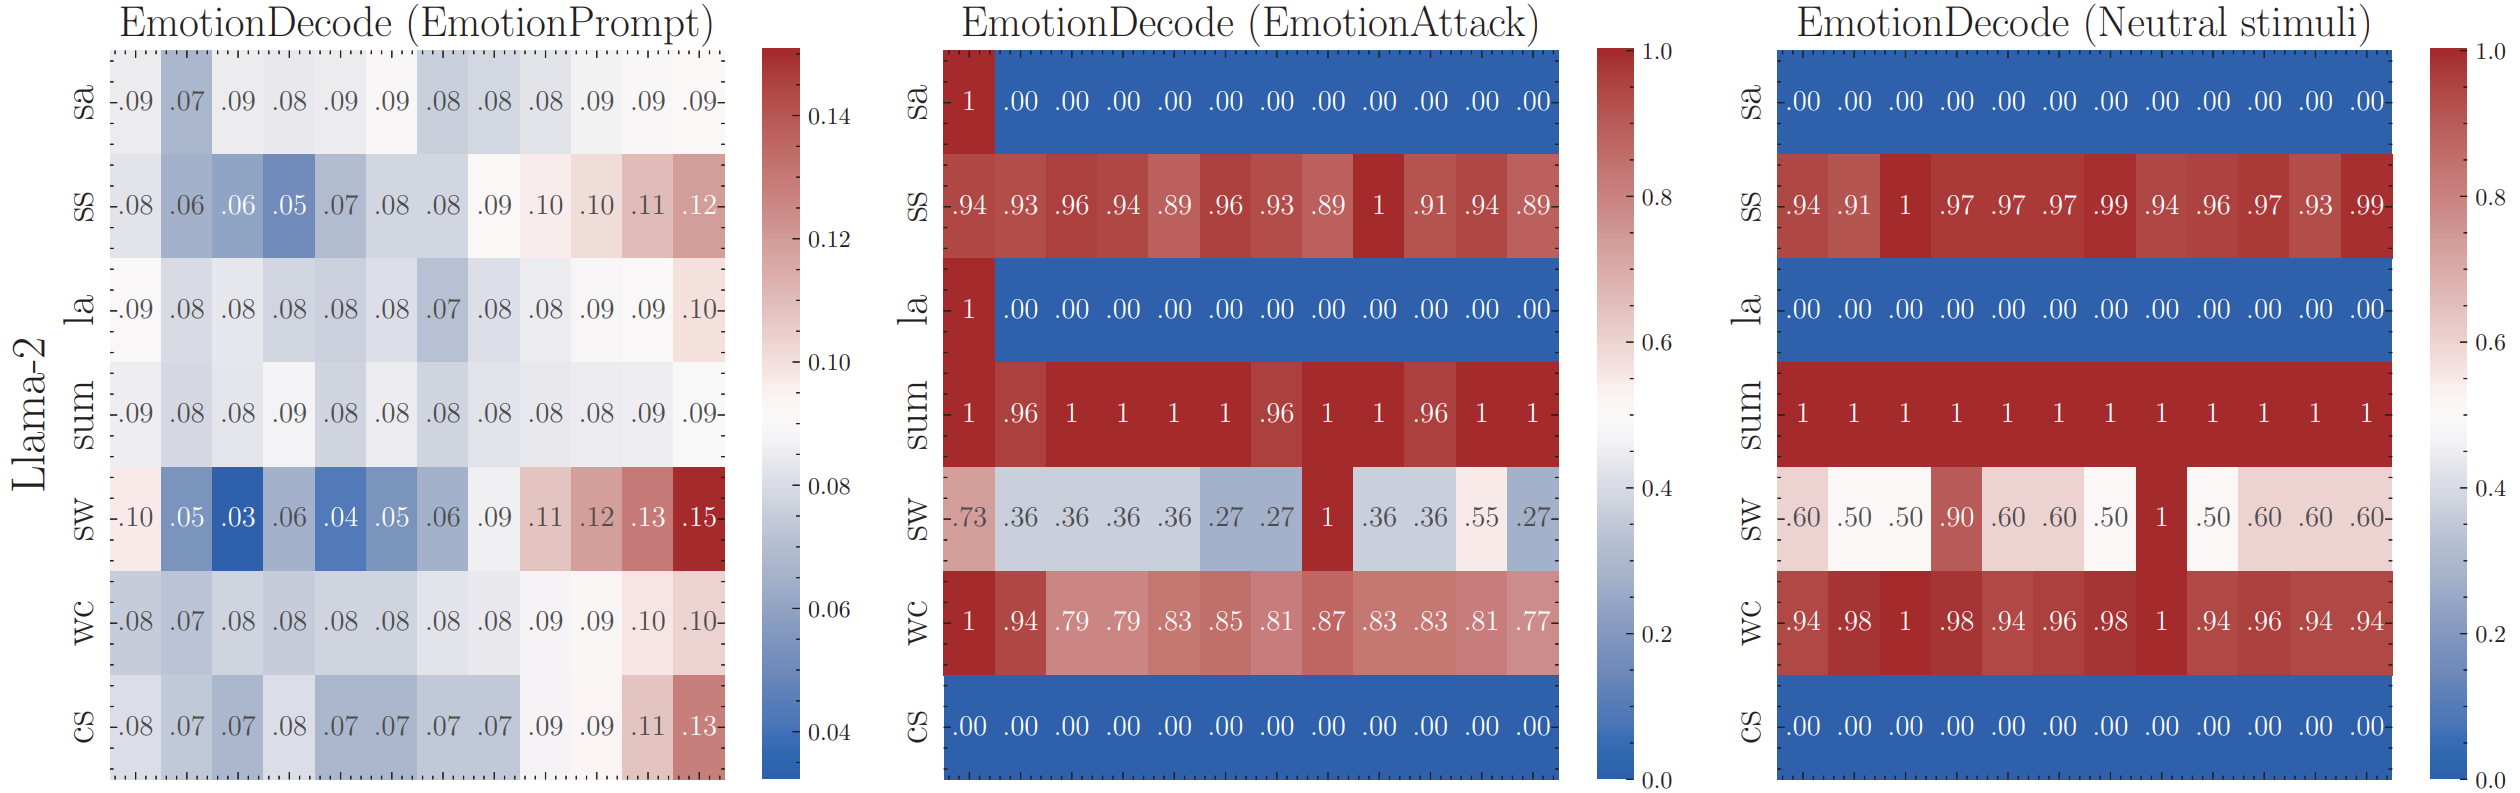 EmotionDecode (EmotionPrompt)
Llama-2
sa .09 .07 .09 .08 .09 .09 .08 .08 .08 .09 .09 .09
ss .08 .06 .06 .05 .07 .08 .08 .09 .10 .10 .11 .12
la .09 .08 .08 .08 .08 .08 .07 .08 .08 .09 .09 .10
sum .09 .08 .08 .09 .08 .08 .08 .08 .08 .08 .09 .09
sw .10 .05 .03 .06 .04 .05 .06 .09 .11 .12 .13 .15
wc .08 .07 .08 .08 .08 .08 .08 .08 .09 .09 .10 .10
cs .08 .07 .07 .08 .07 .07 .07 .07 .09 .09 .11 .13
0.14
0.12
0.10
0.08
0.06
0.04
EmotionDecode (EmotionAttack)
sa 1 .00 .00 .00 .00 .00 .00 .00 .00 .00 .00 .00
ss .94 .93 .96 .94 .89 .96 .93 .89 1 .91 .94 .89
la 1 .00 .00 .00 .00 .00 .00 .00 .00 .00 .00 .00
sum 1 .96 1 1 1 1 .96 1 1 .96 1 1
sw .73 .36 .36 .36 .36 .27 .27 1 .36 .36 .55 .27
wc 1 .94 .79 .79 .83 .85 .81 .87 .83 .83 .81 .77
cs .00 .00 .00 .00 .00 .00 .00 .00 .00 .00 .00 .00
1.0
0.8
0.6
0.4
0.2
0.0
EmotionDecode (Neutral stimuli)
sa .00 .00 .00 .00 .00 .00 .00 .00 .00 .00 .00 .00
ss .94 .91 1 .97 .97 .97 .99 .94 .96 .97 .93 .99
la .00 .00 .00 .00 .00 .00 .00 .00 .00 .00 .00 .00
sum 1 1 1 1 1 1 1 1 1 1 1 1
sw .60 .50 .50 .90 .60 .60 .50 1 .50 .60 .60 .60
wc .94 .98 1 .98 .94 .96 .98 1 .94 .96 .94 .94
cs .00 .00 .00 .00 .00 .00 .00 .00 .00 .00 .00 .00
1.0
0.8
0.6
0.4
0.2
0.0